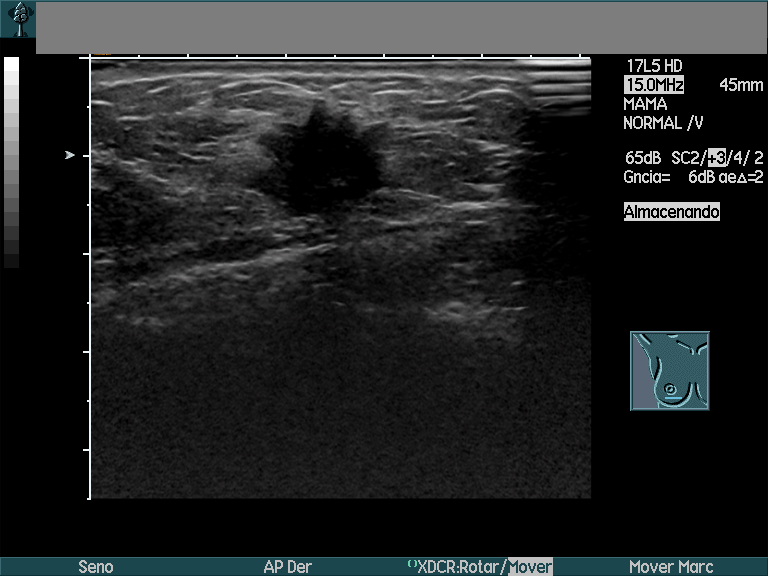 17L5 HD
15.0MHz 45mm
MAMA
NORMAL /V
65dB SC2/+3/4/ 2
Gncia= 6dB ae∆=2
Almacenando
Seno AP Der XDCR:Rotar/Mover Mover Marc